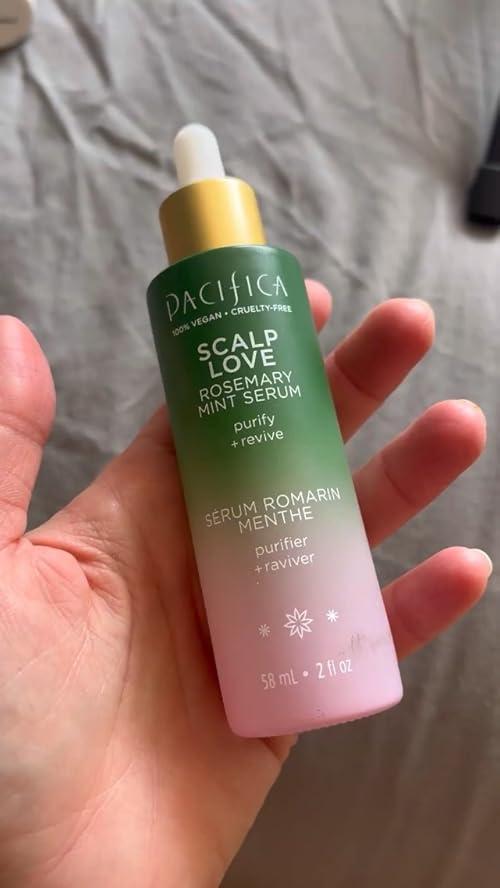 PACIFICA
100% VEGAN • CRUELTY-FREE
SCALP
LOVE
ROSEMARY
MINT SERUM
purify
+ revive
SÉRUM ROMARIN
MENTHE
purifier
+ raviver
58 mL • 2 fl oz